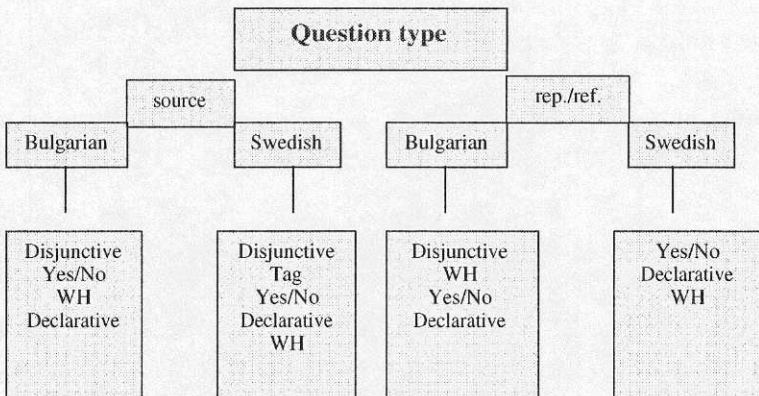 Question type
source
rep./ref.
Bulgarian
Swedish
Bulgarian
Swedish
Disjunctive
Yes/No
WH
Declarative
Disjunctive
Tag
Yes/No
Declarative
WH
Disjunctive
WH
Yes/No
Declarative
Yes/No
Declarative
WH